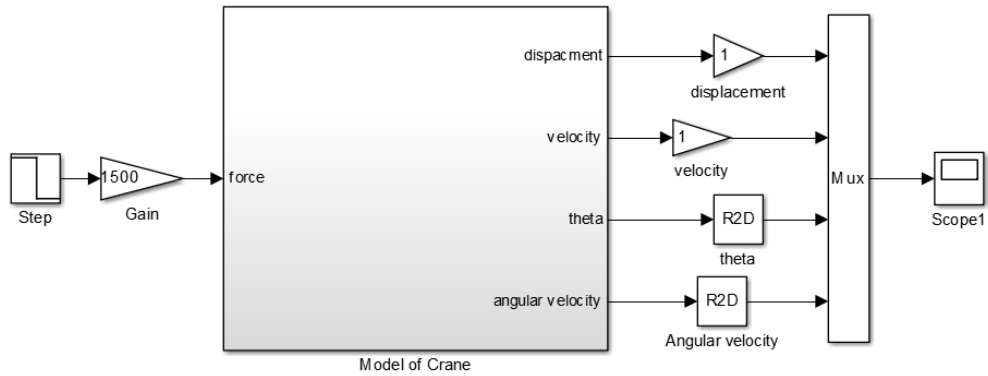 dispacment
1
displacement
velocity
1
velocity
Step
1500
Gain
force
theta
R2D
theta
angular velocity
R2D
Angular velocity
Mux
Scope1
Model of Crane